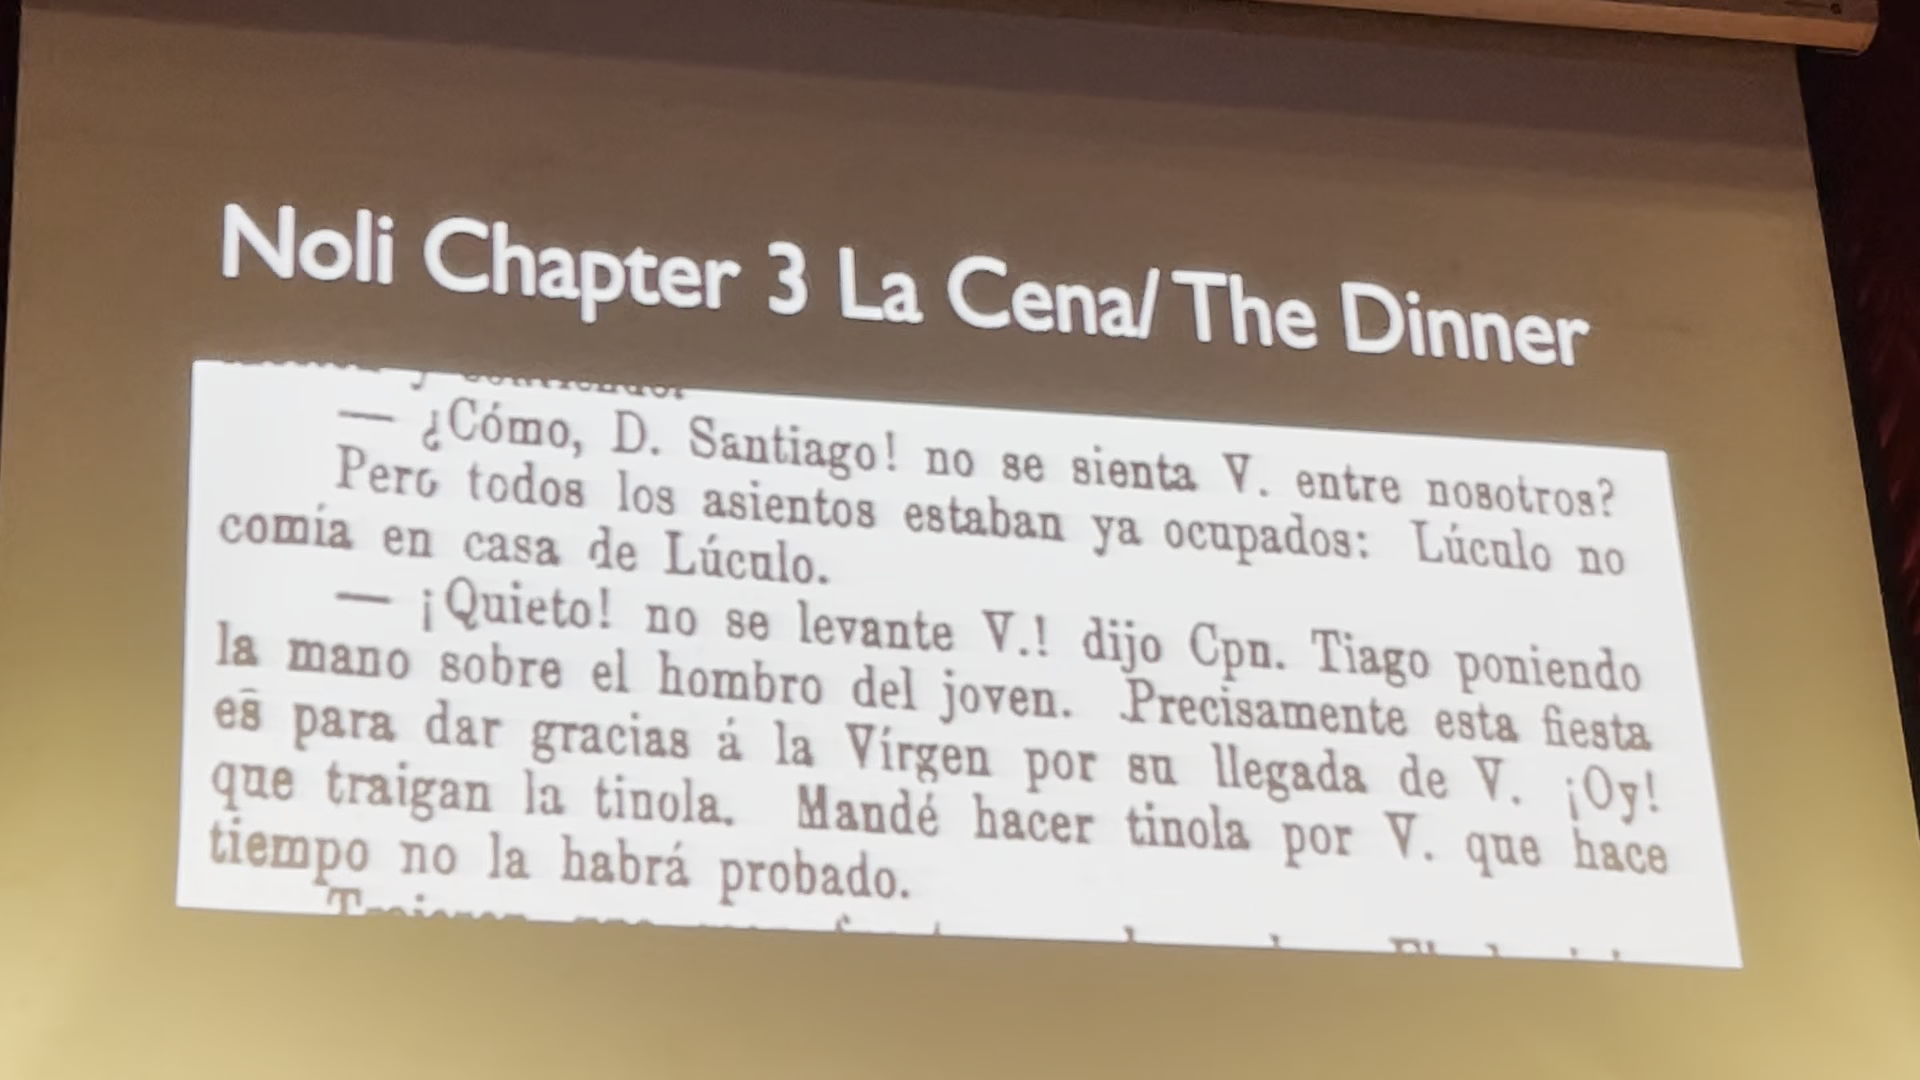 Noli Chapter 3 La Cena/ The Dinner
— ¿Cómo, D. Santiago! no se sienta V. entre nosotros?
Pero todos los asientos estaban ya ocupados: Lúculo no
comía en casa de Lúculo.
— ¡Quieto! no se levante V.! dijo Cpn. Tiago poniendo
la mano sobre el hombro del joven. Precisamente esta fiesta
es para dar gracias á la Vírgen por su llegada de V. ¡Oy!
que traigan la tinola. Mandé hacer tinola por V. que hace
tiempo no la habrá probado.